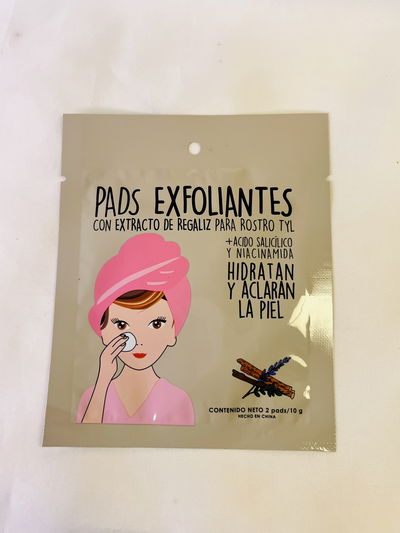 PADS EXFOLIANTES
CON EXTRACTO DE REGALIZ PARA ROSTRO TYL
+ACIDO SALICÍLICO
Y NIACINAMIDA
HIDRATAN
Y ACLARAN
LA PIEL
CONTENIDO NETO 2 pads/10 g
HECHO EN CHINA